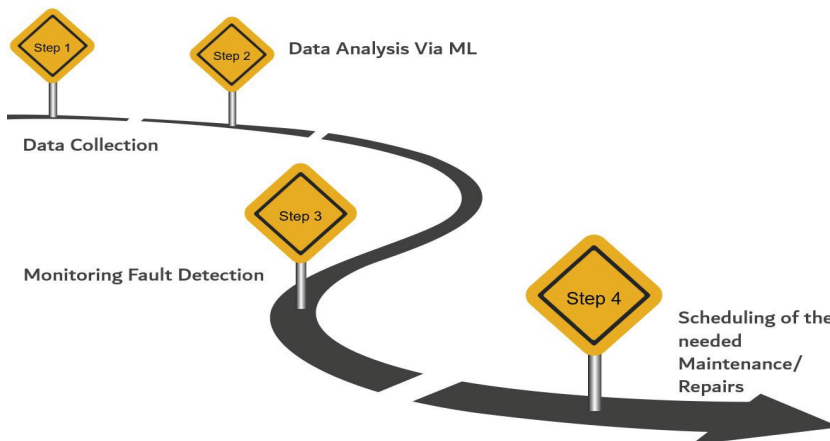 Step 1
Data Collection
Step 2
Data Analysis Via ML
Step 3
Monitoring Fault Detection
Step 4
Scheduling of the
needed
Maintenance/
Repairs